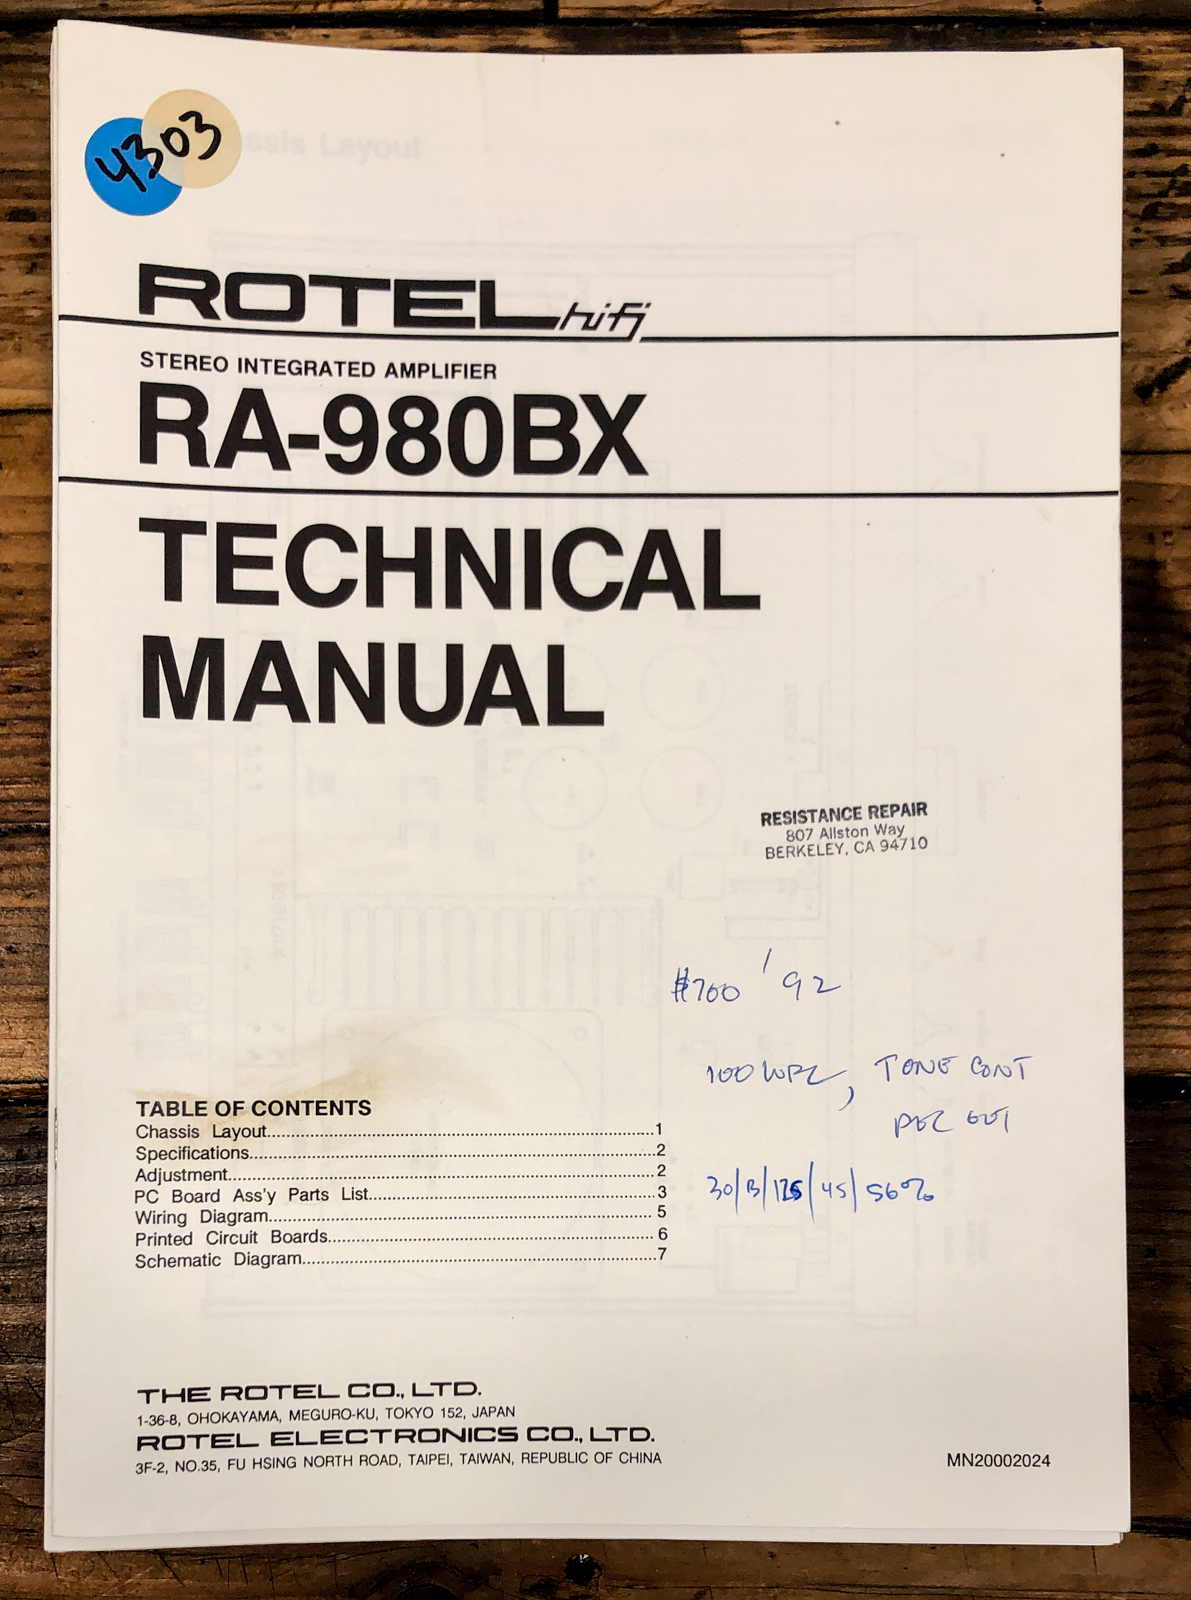 4303
ROTEL hifi
STEREO INTEGRATED AMPLIFIER
RA-980BX
TECHNICAL
MANUAL
RESISTANCE REPAIR
807 Allston Way
BERKELEY, CA 94710
$700 '92
100 WPC, TONE CONT
30/B/125/45/56%
TABLE OF CONTENTS
Chassis Layout....................1
Specifications....................2
Adjustment....................2
PC Board Ass'y Parts List....................3
Wiring Diagram....................5
Printed Circuit Boards....................6
Schematic Diagram....................7
THE ROTEL CO., LTD.
1-36-8, OHOKAYAMA, MEGURO-KU, TOKYO 152, JAPAN
ROTEL ELECTRONICS CO., LTD.
3F-2, NO.35, FU HSING NORTH ROAD, TAIPEI, TAIWAN, REPUBLIC OF CHINA
MN20002024